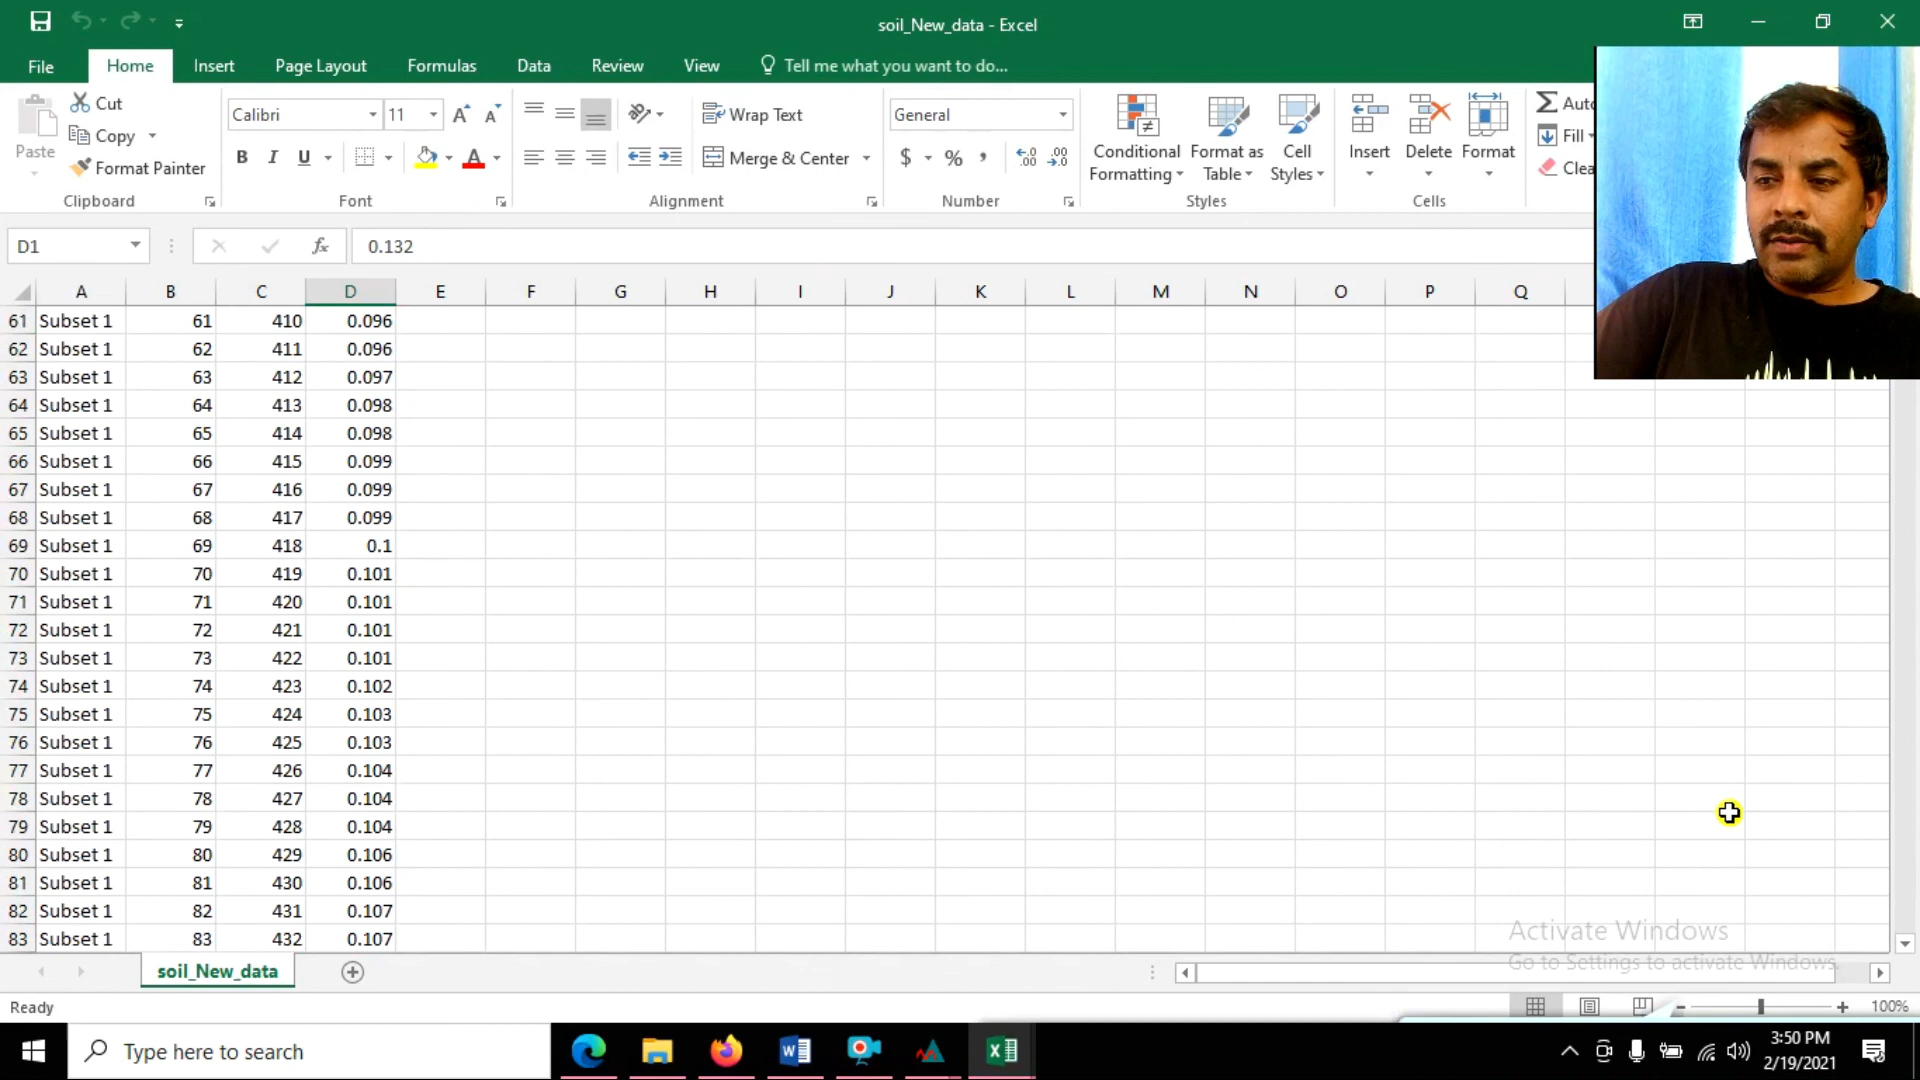 soil_New_data - Excel
File Home Insert Page Layout Formulas Data Review View Tell me what you want to do...
Paste Cut Copy Format Painter Clipboard
Calibri 11 A A B I U A Font
Wrap Text Merge & Center Alignment
General $ % , .00 .0 Number
Conditional Formatting Format as Table Cell Styles Styles
Insert Delete Format Cells
Auto
Fill
Clea
D1 fx 0.132
A B C D E F G H I J K L M N O P Q
61 Subset 1 61 410 0.096
62 Subset 1 62 411 0.096
63 Subset 1 63 412 0.097
64 Subset 1 64 413 0.098
65 Subset 1 65 414 0.098
66 Subset 1 66 415 0.099
67 Subset 1 67 416 0.099
68 Subset 1 68 417 0.099
69 Subset 1 69 418 0.1
70 Subset 1 70 419 0.101
71 Subset 1 71 420 0.101
72 Subset 1 72 421 0.101
73 Subset 1 73 422 0.101
74 Subset 1 74 423 0.102
75 Subset 1 75 424 0.103
76 Subset 1 76 425 0.103
77 Subset 1 77 426 0.104
78 Subset 1 78 427 0.104
79 Subset 1 79 428 0.104
80 Subset 1 80 429 0.106
81 Subset 1 81 430 0.106
82 Subset 1 82 431 0.107
83 Subset 1 83 432 0.107
Activate Windows
Go to Settings to activate Windows.
soil_New_data
Ready 100%
Type here to search
3:50 PM
2/19/2021